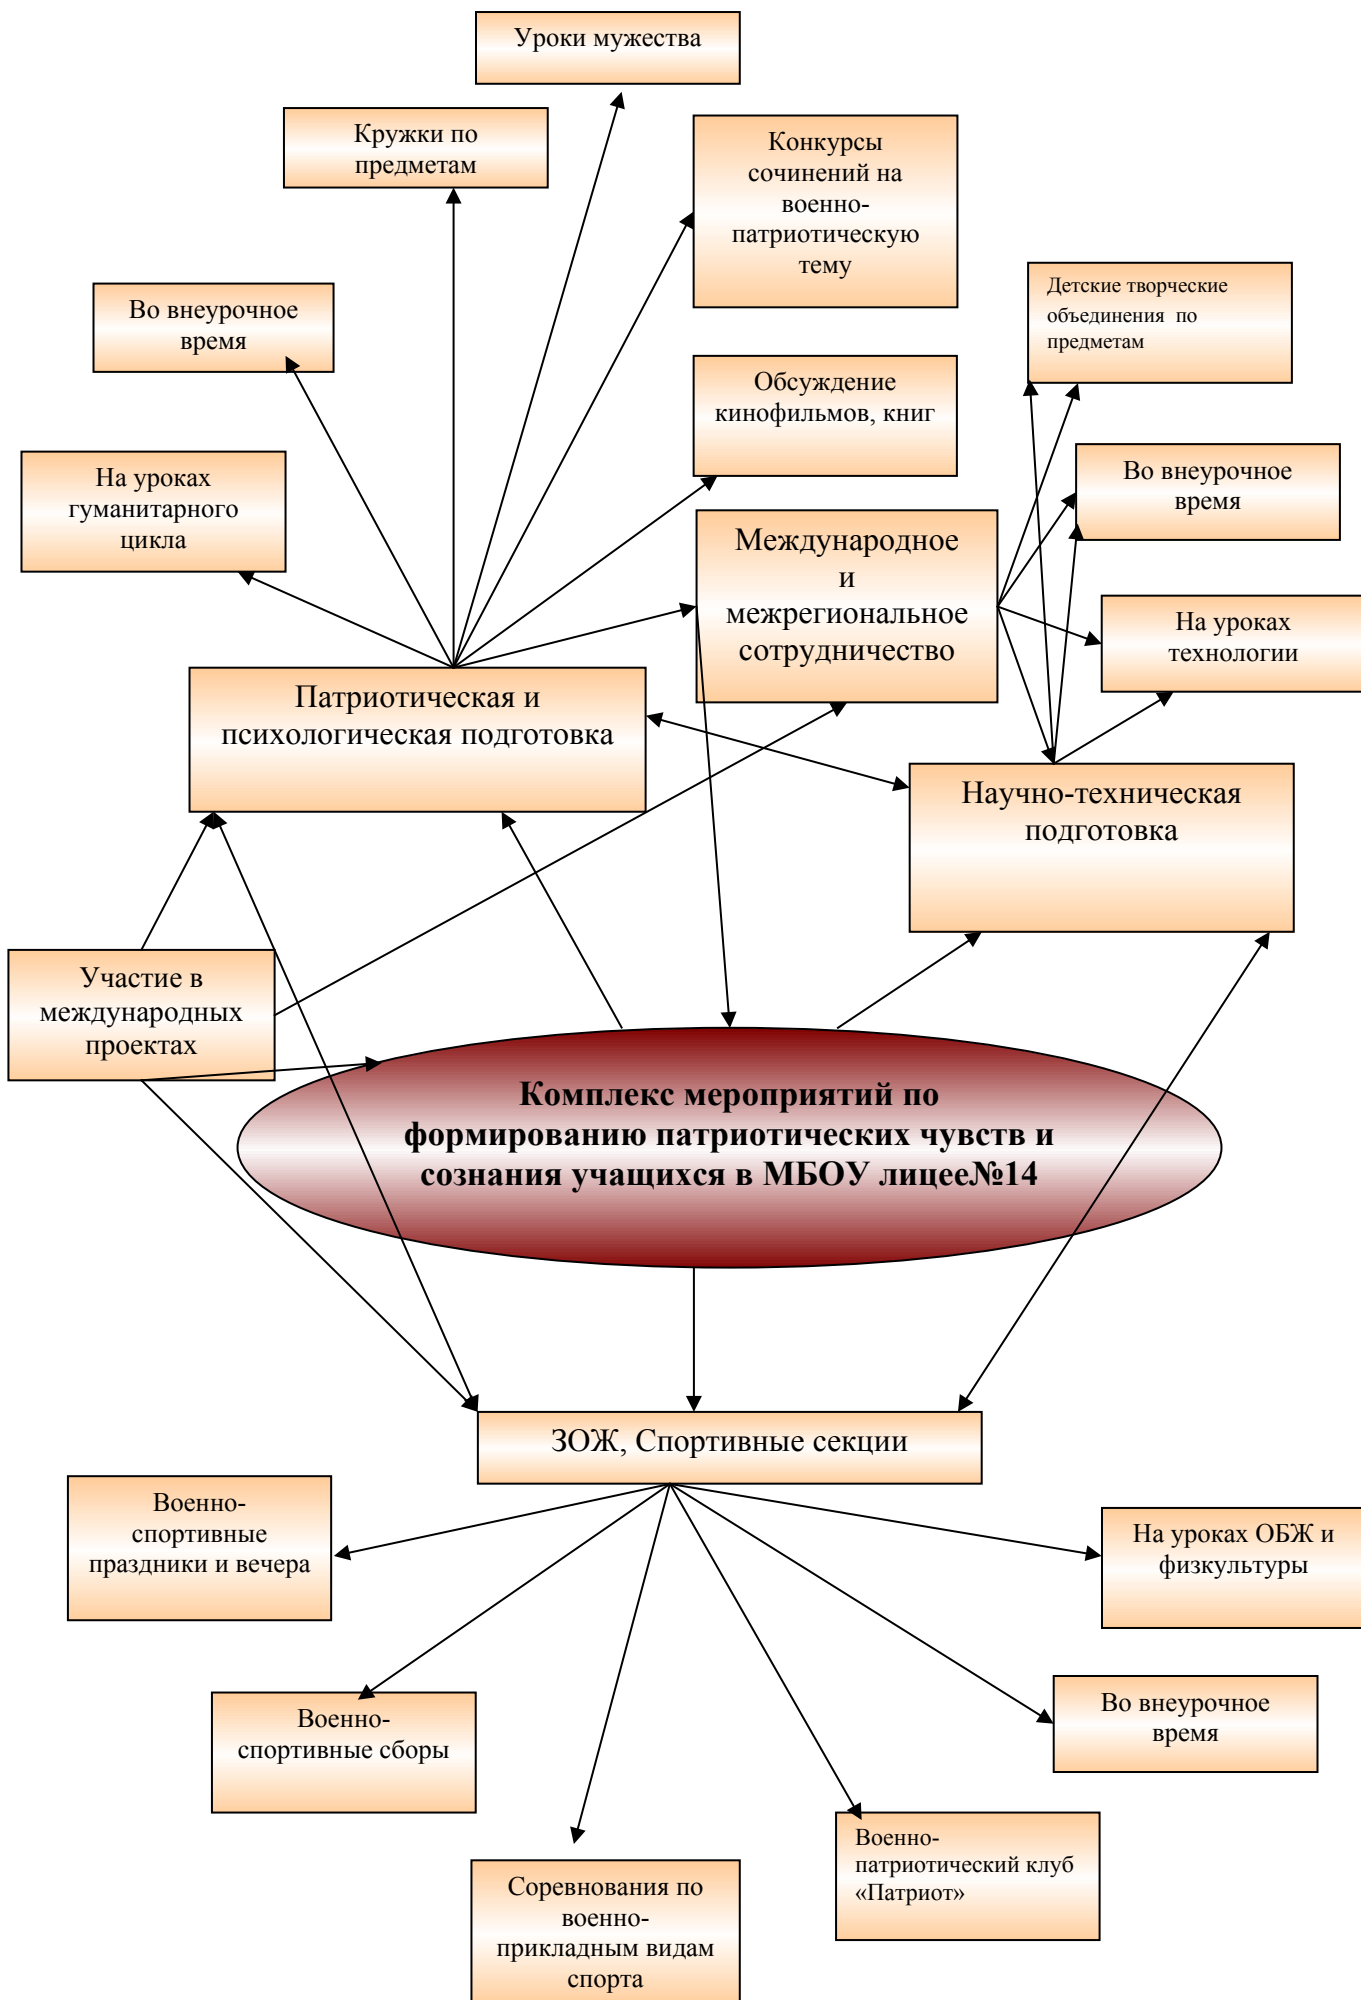 Уроки мужества
Кружки по
предметам
Конкурсы
сочинений на
военно-
патриотическую
тему
Детские творческие
объединения по
предметам
Во внеурочное
время
Обсуждение
кинофильмов, книг
На уроках
гуманитарного
цикла
Во внеурочное
время
Международное
и
межрегиональное
сотрудничество
На уроках
технологии
Патриотическая и
психологическая подготовка
Научно-техническая
подготовка
Участие в
международных
проектах
Комплекс мероприятий по
формированию патриотических чувств и
сознания учащихся в МБОУ лицее№14
ЗОЖ, Спортивные секции
Военно-
спортивные
праздники и вечера
На уроках ОБЖ и
физкультуры
Военно-
спортивные сборы
Во внеурочное
время
Военно-
патриотический клуб
«Патриот»
Соревнования по
военно-
прикладным видам
спорта